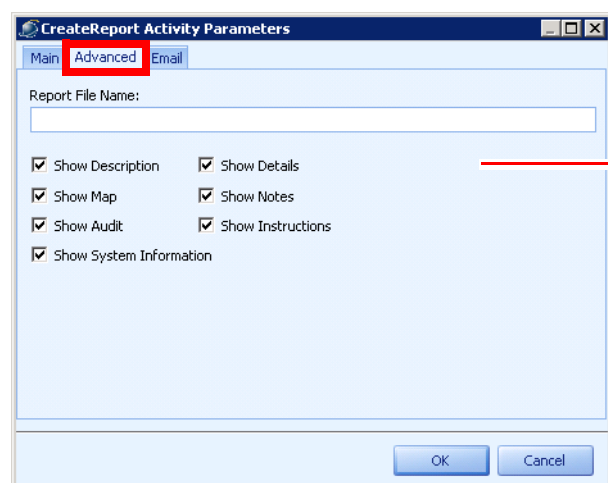 CreateReport Activity Parameters
Main Advanced Email
Report File Name:
Show Description Show Details
Show Map Show Notes
Show Audit Show Instructions
Show System Information
OK Cancel